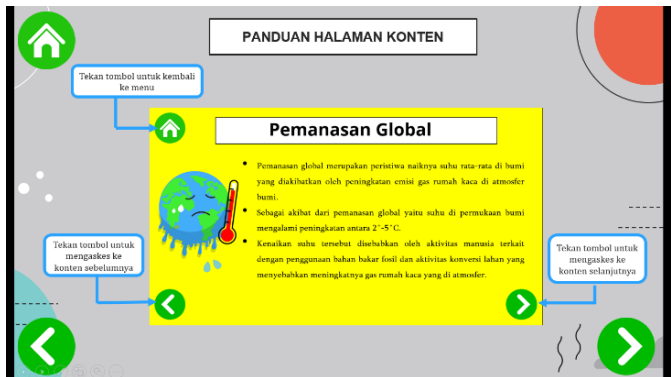 PANDUAN HALAMAN KONTEN
Tekan tombol untuk kembali
ke menu
Pemanasan Global
Pemanasan global merupakan peristiwa naiknya suhu rata-rata di bumi
yang diakibatkan oleh peningkatan emisi gas rumah kaca di atmosfer
bumi.
Sebagai akibat dari pemanasan global yaitu suhu di permukaan bumi
mengalami peningkatan antara 2˚-5˚C.
Kenaikan suhu tersebut disebabkan oleh aktivitas manusia terkait
dengan penggunaan bahan bakar fosil dan aktivitas konversi lahan yang
menyebabkan meningkatnya gas rumah kaca yang di atmosfer.
Tekan tombol untuk
mengaskes ke
konten sebelumnya
Tekan tombol untuk
mengaskes ke
konten selanjutnya